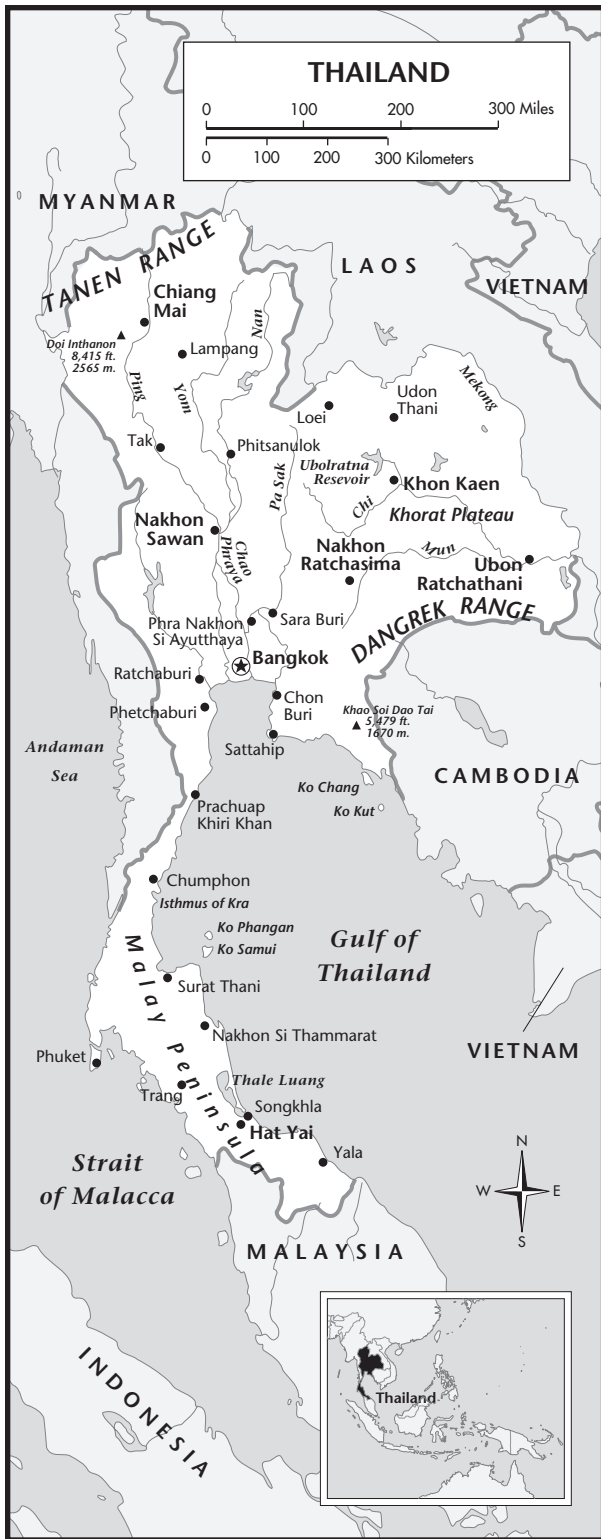 THAILAND
0 100 200 300 Miles
0 100 200 300 Kilometers
MYANMAR
LAOS
VIETNAM
TANEN RANGE
Chiang
Mai
Doi Inthanon
8,415 ft.
2565 m.
Lampang
Nan
Ping
Yom
Mekong
Loei
Udon
Thani
Tak
Phitsanulok
Ubolratna
Resevoir
Pa Sak
Khon Kaen
Chi
Khorat Plateau
Nakhon
Sawan
Chao
Phraya
Nakhon
Ratchasima
Mun
Ubon
Ratchathani
Phra Nakhon
Si Ayutthaya
Sara Buri
DANGREK RANGE
Bangkok
Ratchaburi
Phetchaburi
Chon
Buri
Khao Soi Dao Tai
5,479 ft.
1670 m.
Sattahip
Andaman
Sea
CAMBODIA
Ko Chang
Ko Kut
Prachuap
Khiri Khan
Chumphon
Isthmus of Kra
Ko Phangan
Ko Samui
Gulf of
Thailand
Malay Peninsula
Surat Thani
Nakhon Si Thammarat
Phuket
VIETNAM
Trang
Thale Luang
Songkhla
Hat Yai
Yala
Strait
of Malacca
N
W E
S
MALAYSIA
INDONESIA
Thailand